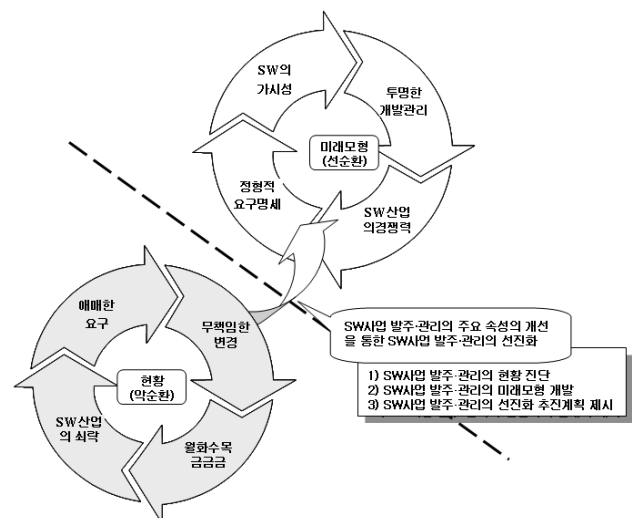 SW의
가시성
투명한
개발관리
미래모형
(선순환)
정형적
요구명세
SW산업
의경쟁력
애매한
요구
무책임한
변경
현황
(악순환)
SW산업
의 쇠락
월화수목
금금금
SW사업 발주·관리의 주요 속성의 개선
을 통한 SW사업 발주·관리의 선진화
1) SW사업 발주·관리의 현황 진단
2) SW사업 발주·관리의 미래모형 개발
3) SW사업 발주·관리의 선진화 추진계획 제시